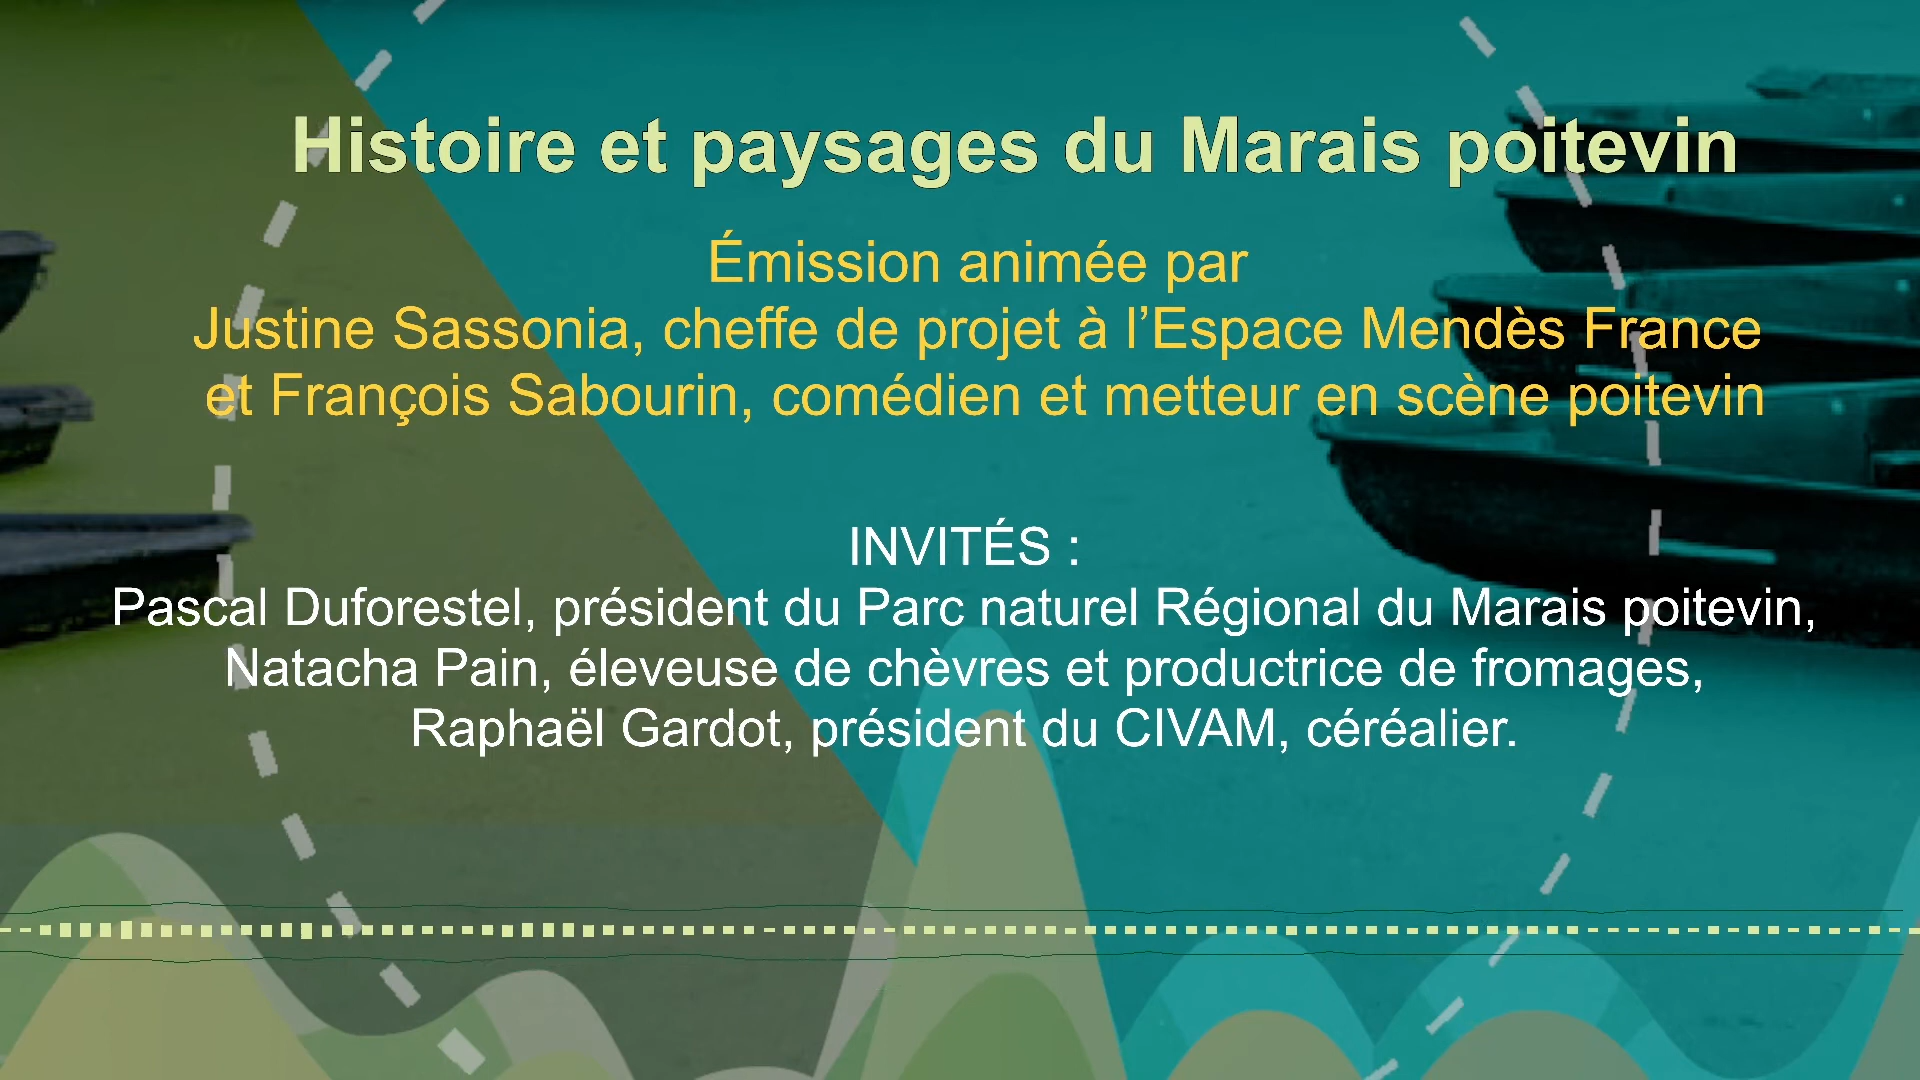 Histoire et paysages du Marais poitevin
Émission animée par
Justine Sassonia, cheffe de projet à l’Espace Mendès France
et François Sabourin, comédien et metteur en scène poitevin
INVITÉS :
Pascal Duforestel, président du Parc naturel Régional du Marais poitevin,
Natacha Pain, éleveuse de chèvres et productrice de fromages,
Raphaël Gardot, président du CIVAM, céréalier.